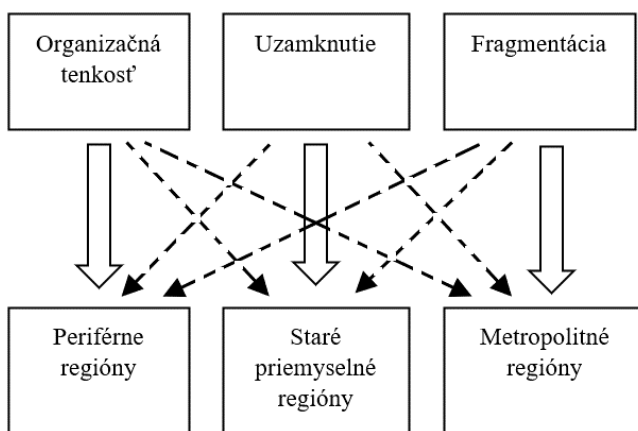 Organizačná
tenkosť
Uzamknutie
Fragmentácia
Periférne
regióny
Staré
priemyselné
regióny
Metropolitné
regióny